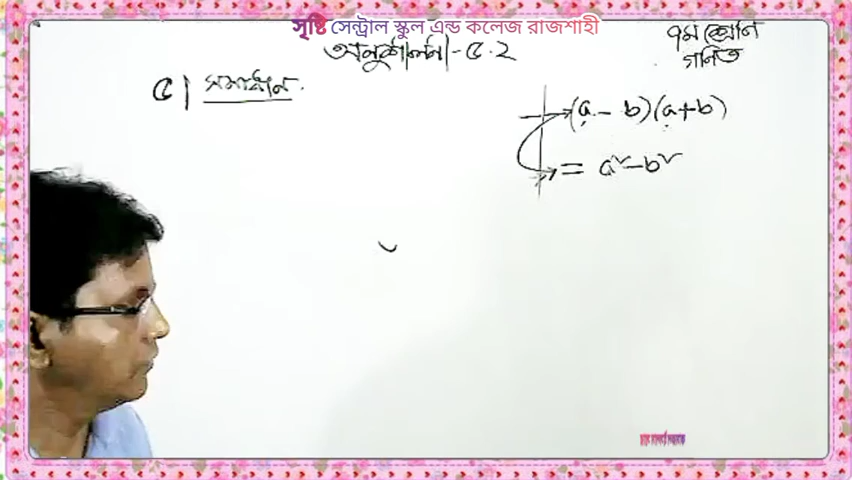 সৃষ্টি সেন্ট্রাল স্কুল এন্ড কলেজ রাজশাহী
অনুশীলনী-৫.২
৭ম শ্রেণি
গণিত
৫। সমাধান.
(a - b)(a + b)
= a² - b²